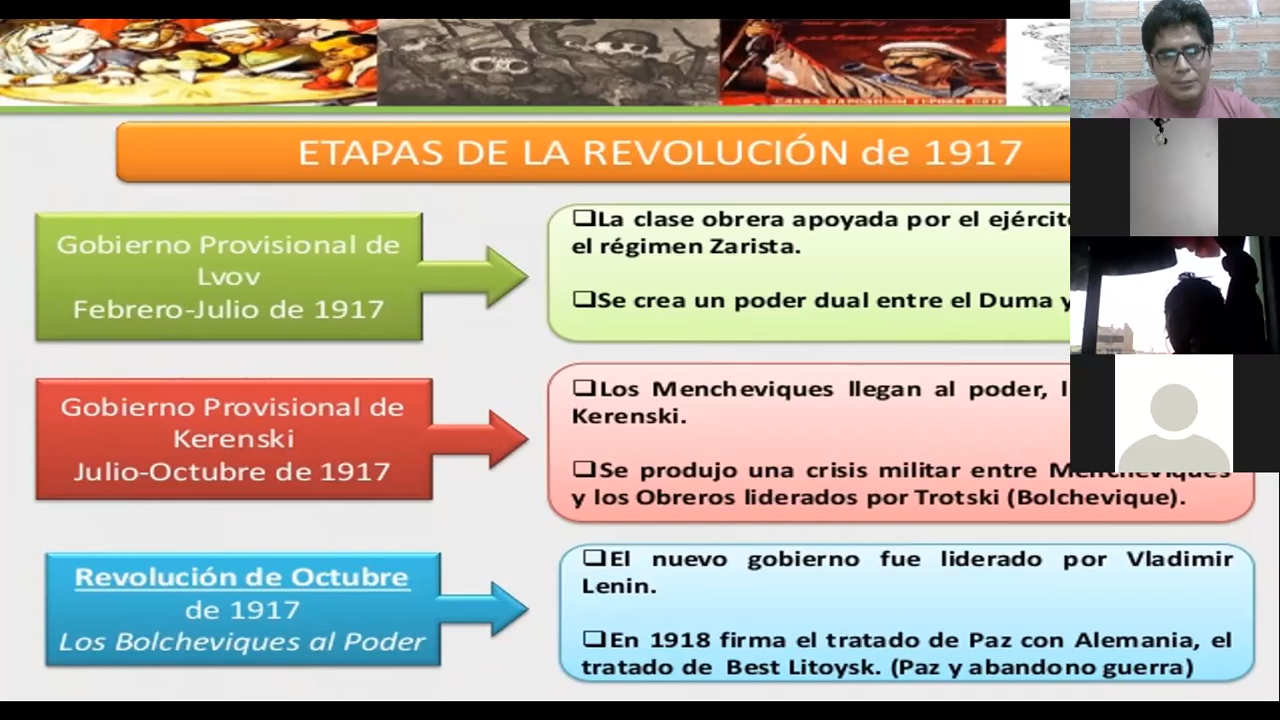 СЛАВА НАРОДНЫМ ГЕРОЯМ
ETAPAS DE LA REVOLUCIÓN de 1917
Gobierno Provisional de
Lvov
Febrero-Julio de 1917
❑La clase obrera apoyada por el ejércit
el régimen Zarista.
❑Se crea un poder dual entre el Duma y
Gobierno Provisional de
Kerenski
Julio-Octubre de 1917
❑Los Mencheviques llegan al poder, l
Kerenski.
❑Se produjo una crisis militar entre Mencheviques
y los Obreros liderados por Trotski (Bolchevique).
Revolución de Octubre
de 1917
Los Bolcheviques al Poder
❑El nuevo gobierno fue liderado por Vladimir
Lenin.
❑En 1918 firma el tratado de Paz con Alemania, el
tratado de Best Litoysk. (Paz y abandono guerra)